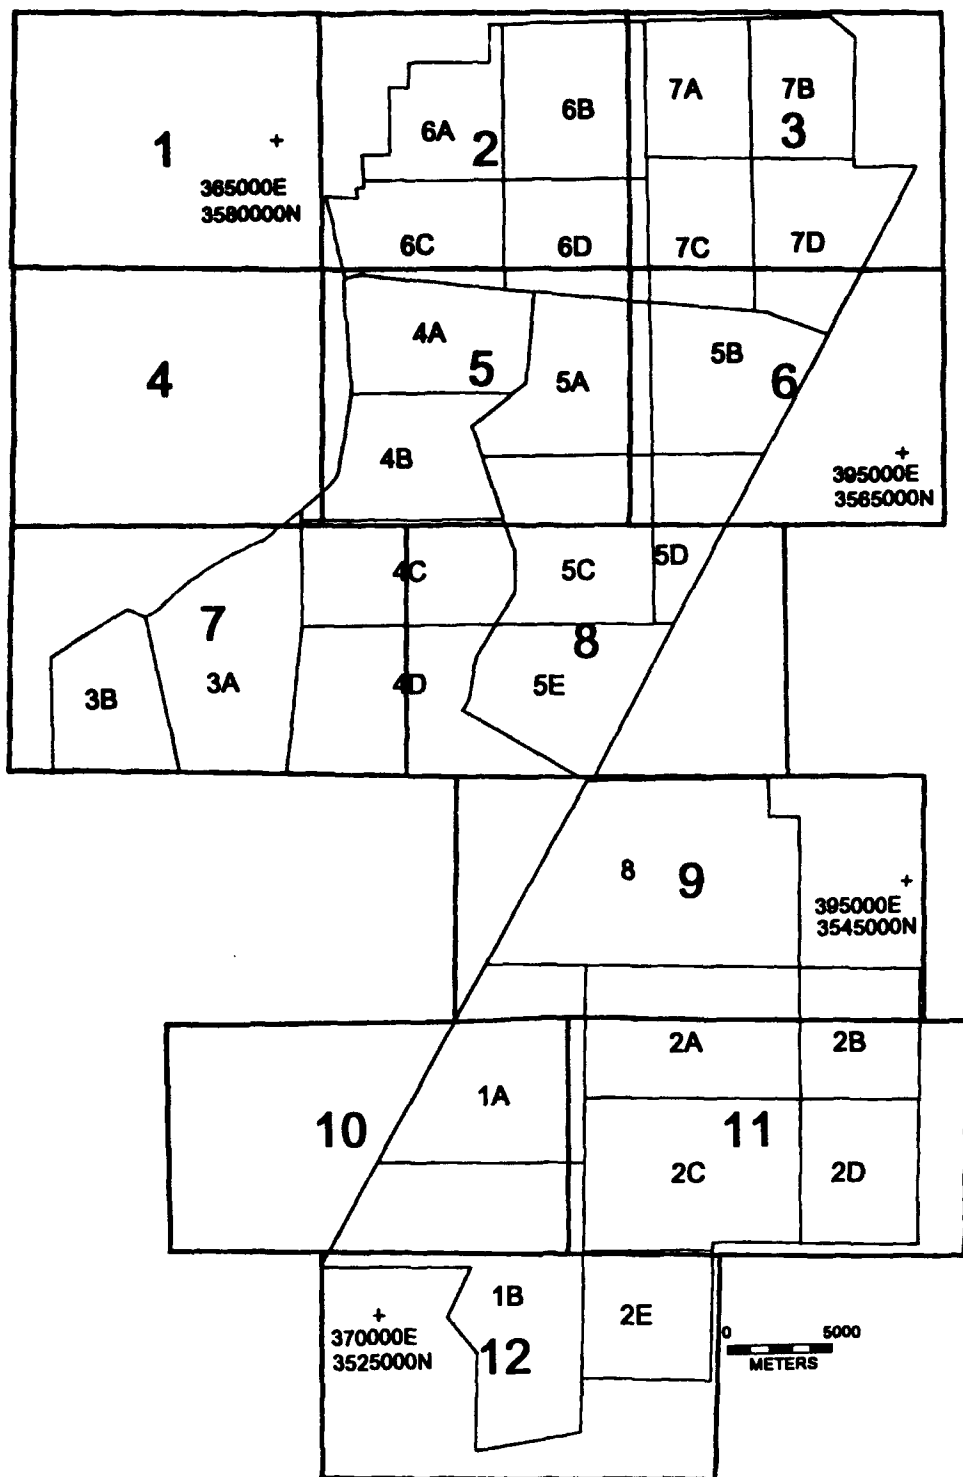 7A
7B
6B
6A
2
3
1
365000E
3580000N
6C
6D
7C
7D
4A
5B
4
5
5A
6
4B
395000E
3565000N
4C
5C
5D
7
8
3B
3A
4D
5E
8
9
395000E
3545000N
2A
2B
1A
10
11
2C
2D
1B
2E
370000E
3525000N
12
0 5000
METERS